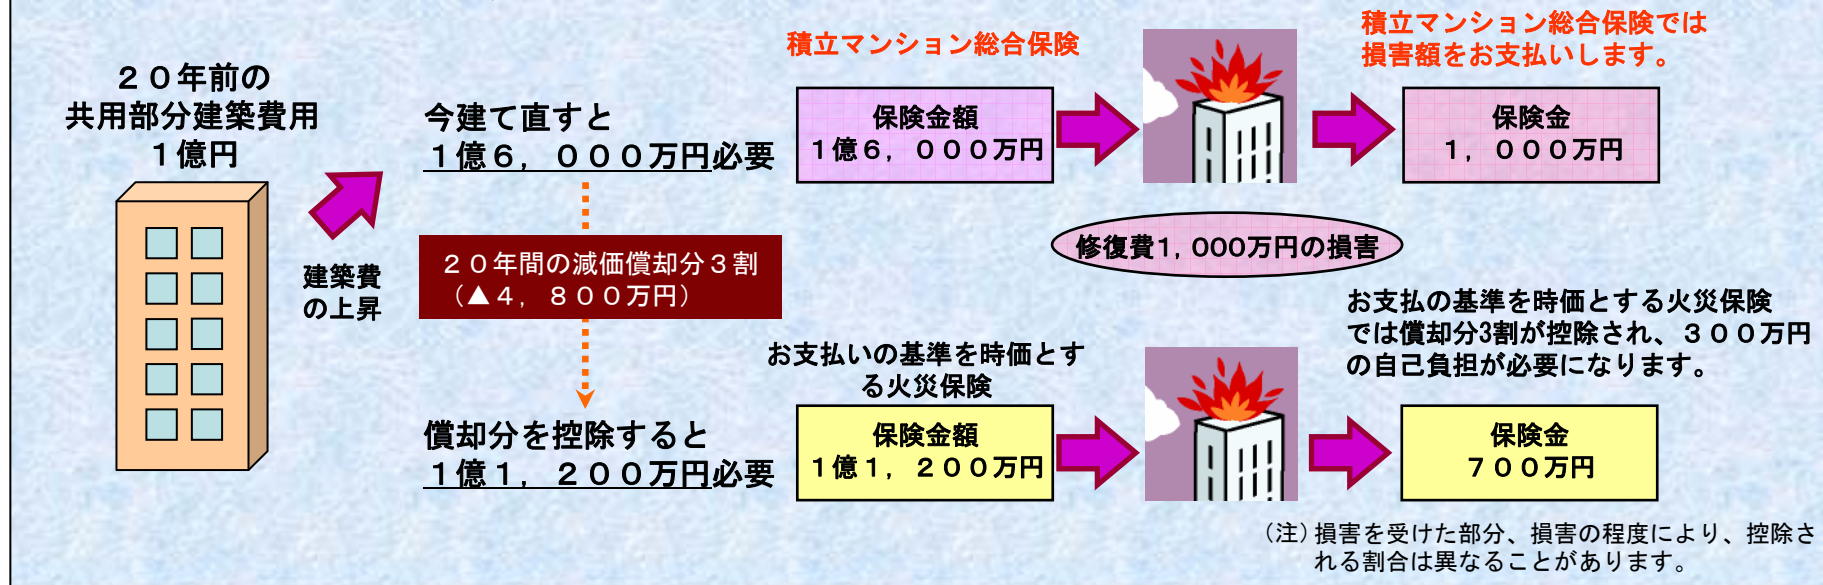 ２０年前の
共用部分建築費用
１億円
建築費
の上昇
今建て直すと
１億６，０００万円必要
２０年間の減価償却分３割
（▲４，８００万円）
償却分を控除すると
１億１，２００万円必要
積立マンション総合保険
保険金額
１億６，０００万円
積立マンション総合保険では
損害額をお支払いします。
保険金
１，０００万円
修復費1,000万円の損害
お支払いの基準を時価とす
る火災保険
保険金額
１億１，２００万円
お支払の基準を時価とする火災保険
では償却分3割が控除され、３００万円
の自己負担が必要になります。
保険金
７００万円
（注）損害を受けた部分、損害の程度により、控除さ
れる割合は異なることがあります。